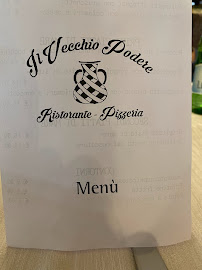 Il Vecchio Podere
Ristorante - Pizzeria
Menù